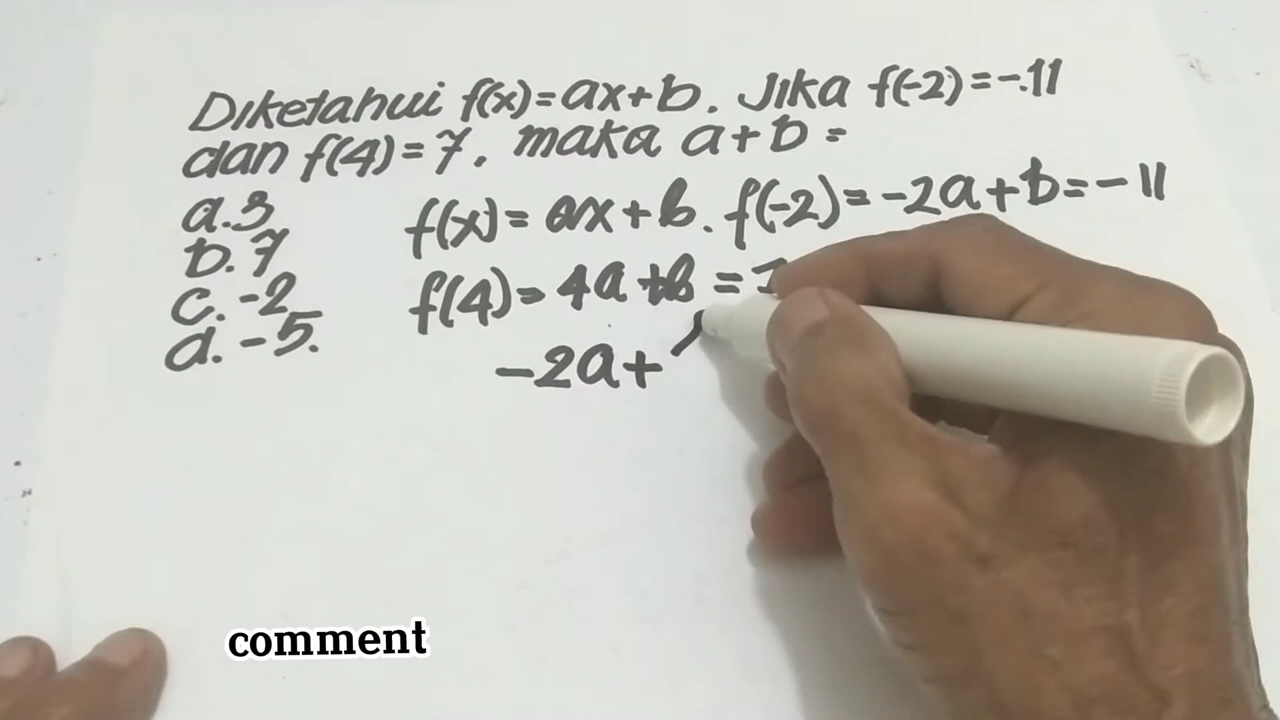 Diketahui f(x)=ax+b. Jika f(-2)=-11
dan f(4)=7, maka a+b=
a. 3
b. 7
c. -2
d. -5.
f(x)=ax+b. f(-2)=-2a+b=-11
f(4)=4a+b=7
-2a+
comment